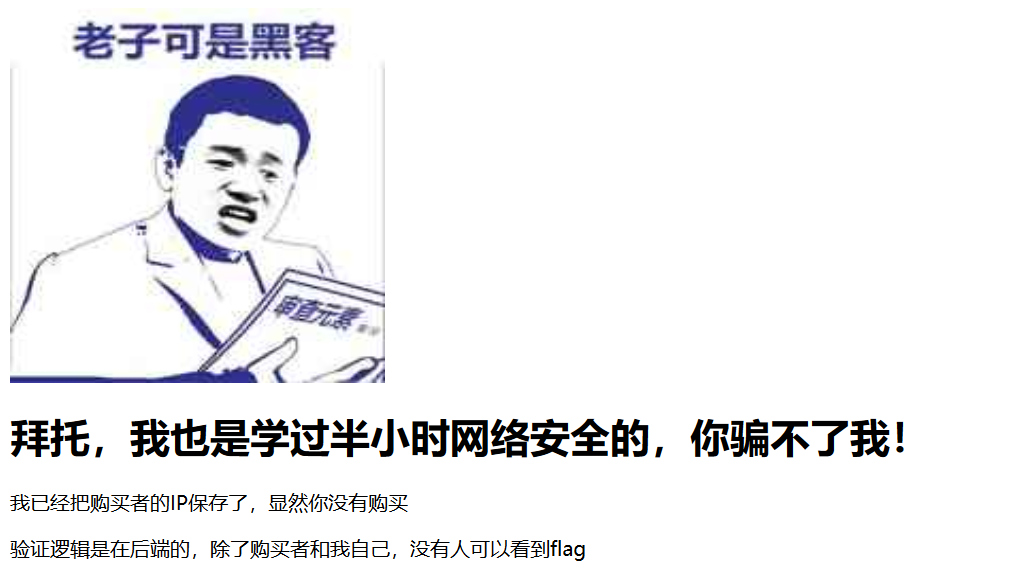 老子可是黑客
审查元素
拜托，我也是学过半小时网络安全的，你骗不了我！
我已经把购买者的IP保存了，显然你没有购买
验证逻辑是在后端的，除了购买者和我自己，没有人可以看到flag